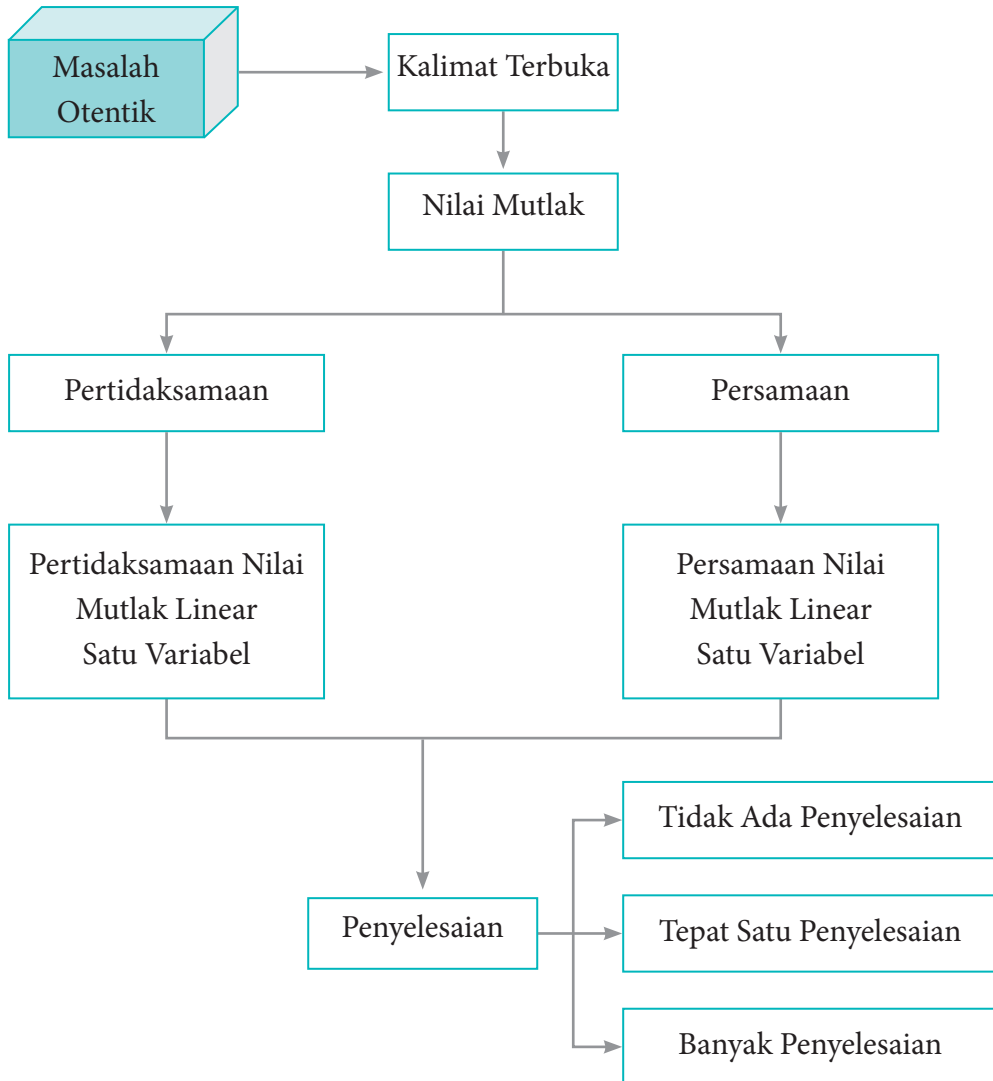 Masalah
Otentik
Kalimat Terbuka
Nilai Mutlak
Pertidaksamaan
Persamaan
Pertidaksamaan Nilai
Mutlak Linear
Satu Variabel
Persamaan Nilai
Mutlak Linear
Satu Variabel
Tidak Ada Penyelesaian
Penyelesaian
Tepat Satu Penyelesaian
Banyak Penyelesaian